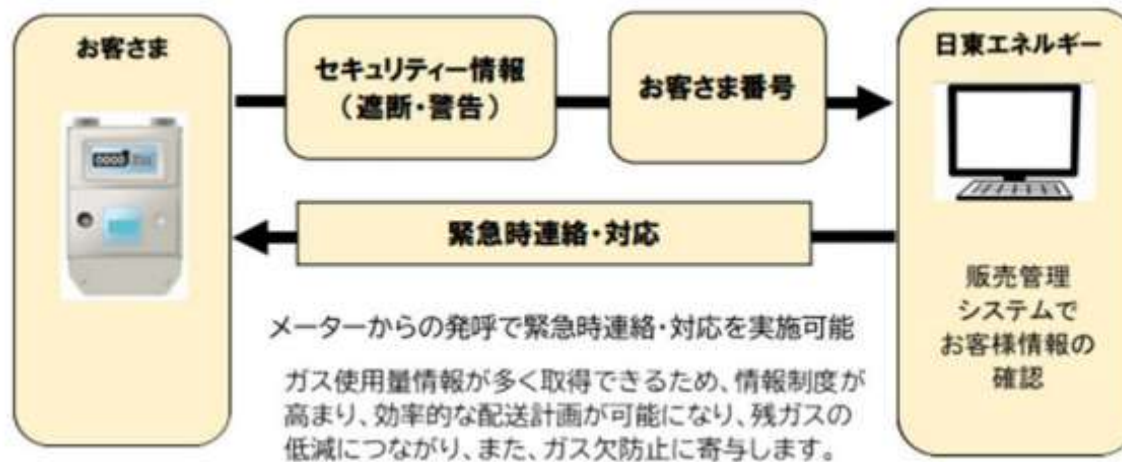 お客さま
セキュリティー情報
（遮断・警告）
お客さま番号
日東エネルギー
緊急時連絡・対応
販売管理
システムで
お客様情報の
確認
メーターからの発呼で緊急時連絡・対応を実施可能
ガス使用量情報が多く取得できるため、情報制度が
高まり、効率的な配送計画が可能になり、残ガスの
低減につながり、また、ガス欠防止に寄与します。